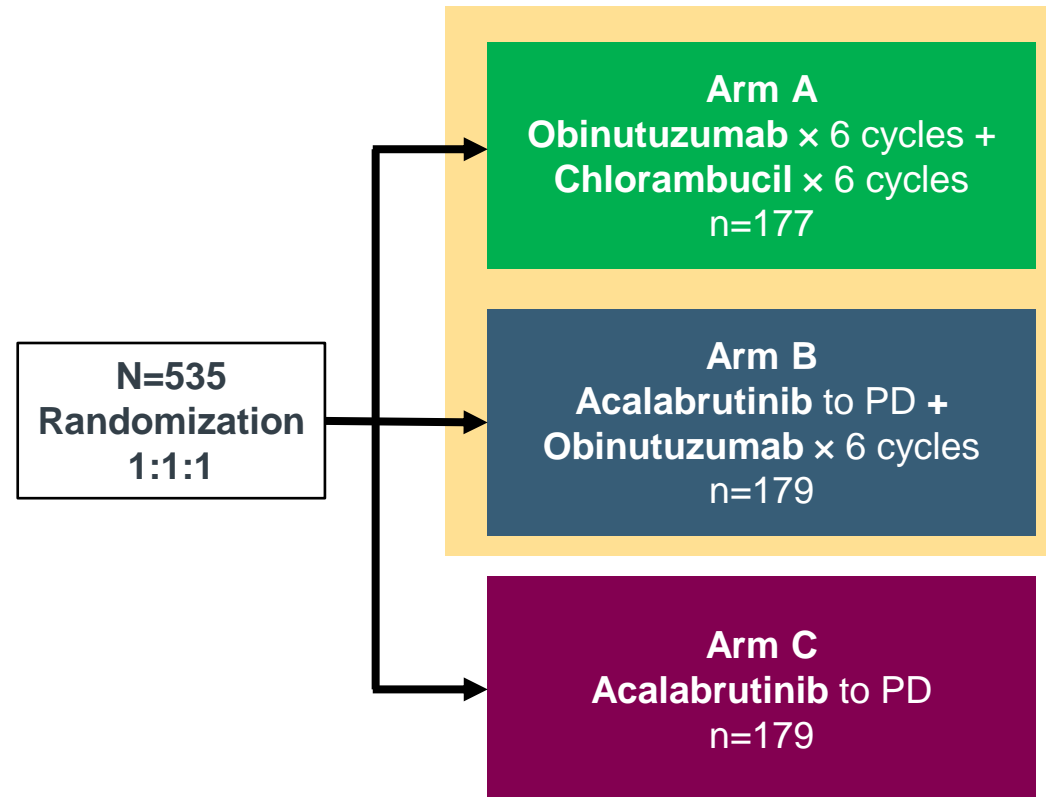 Arm A
Obinutuzumab × 6 cycles +
Chlorambucil × 6 cycles
n=177
N=535
Randomization
1:1:1
Arm B
Acalabrutinib to PD +
Obinutuzumab × 6 cycles
n=179
Arm C
Acalabrutinib to PD
n=179